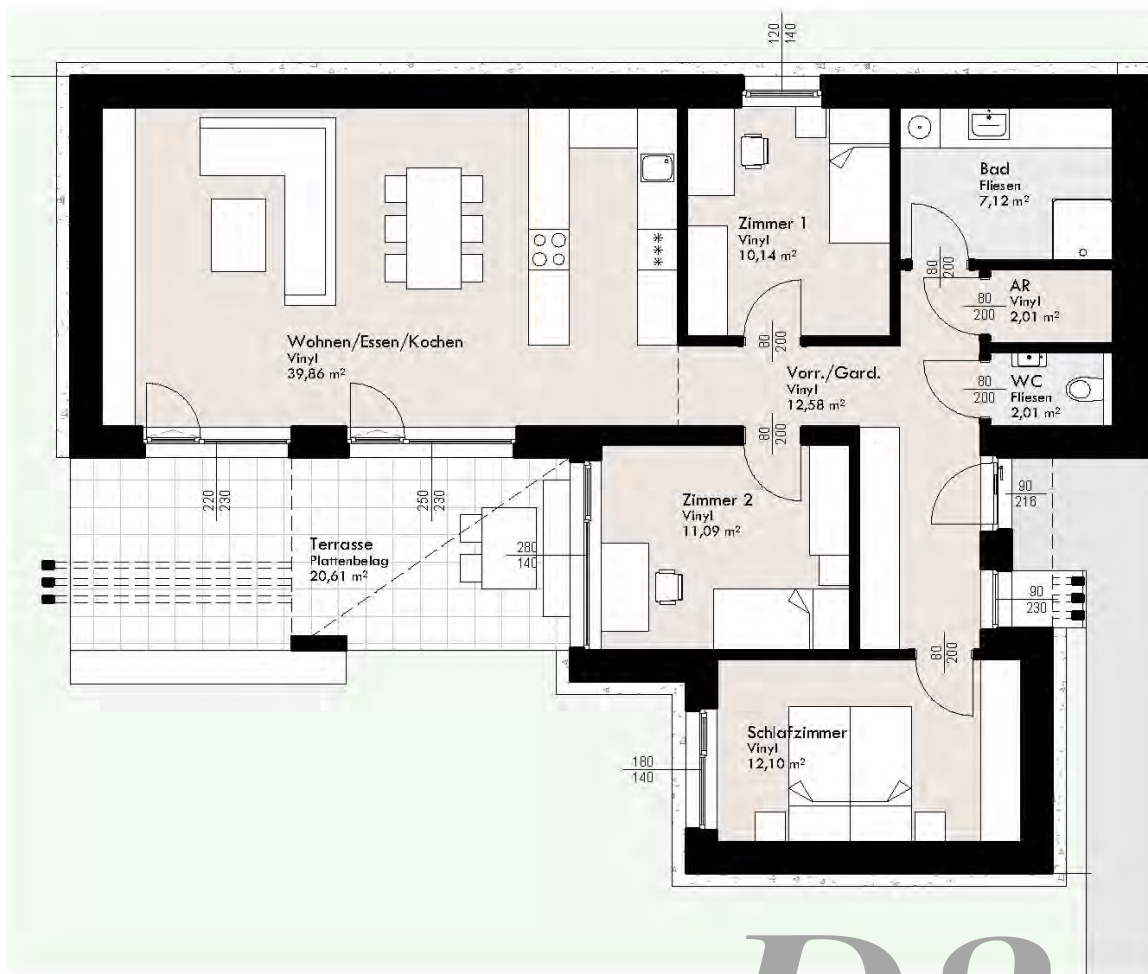 120
140
Bad
Fliesen
7,12 m²
Zimmer 1
Vinyl
10,14 m²
80
200
AR
Vinyl
2,01 m²
80
200
Wohnen/Essen/Kochen
Vinyl
39,86 m²
80
200
Vorr./Gard.
Vinyl
12,58 m²
80
200
WC
Fliesen
2,01 m²
80
200
220
230
250
230
Zimmer 2
Vinyl
11,09 m²
90
216
Terrasse
Plattenbelag
20,61 m²
280
140
90
230
80
200
Schlafzimmer
Vinyl
12,10 m²
180
140